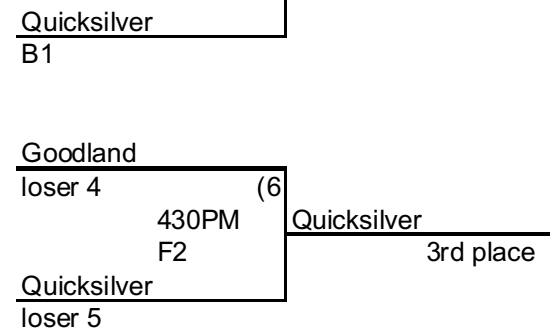 Quicksilver
B1
Goodland
loser 4 (6
430PM Quicksilver
F2 3rd place
Quicksilver
loser 5